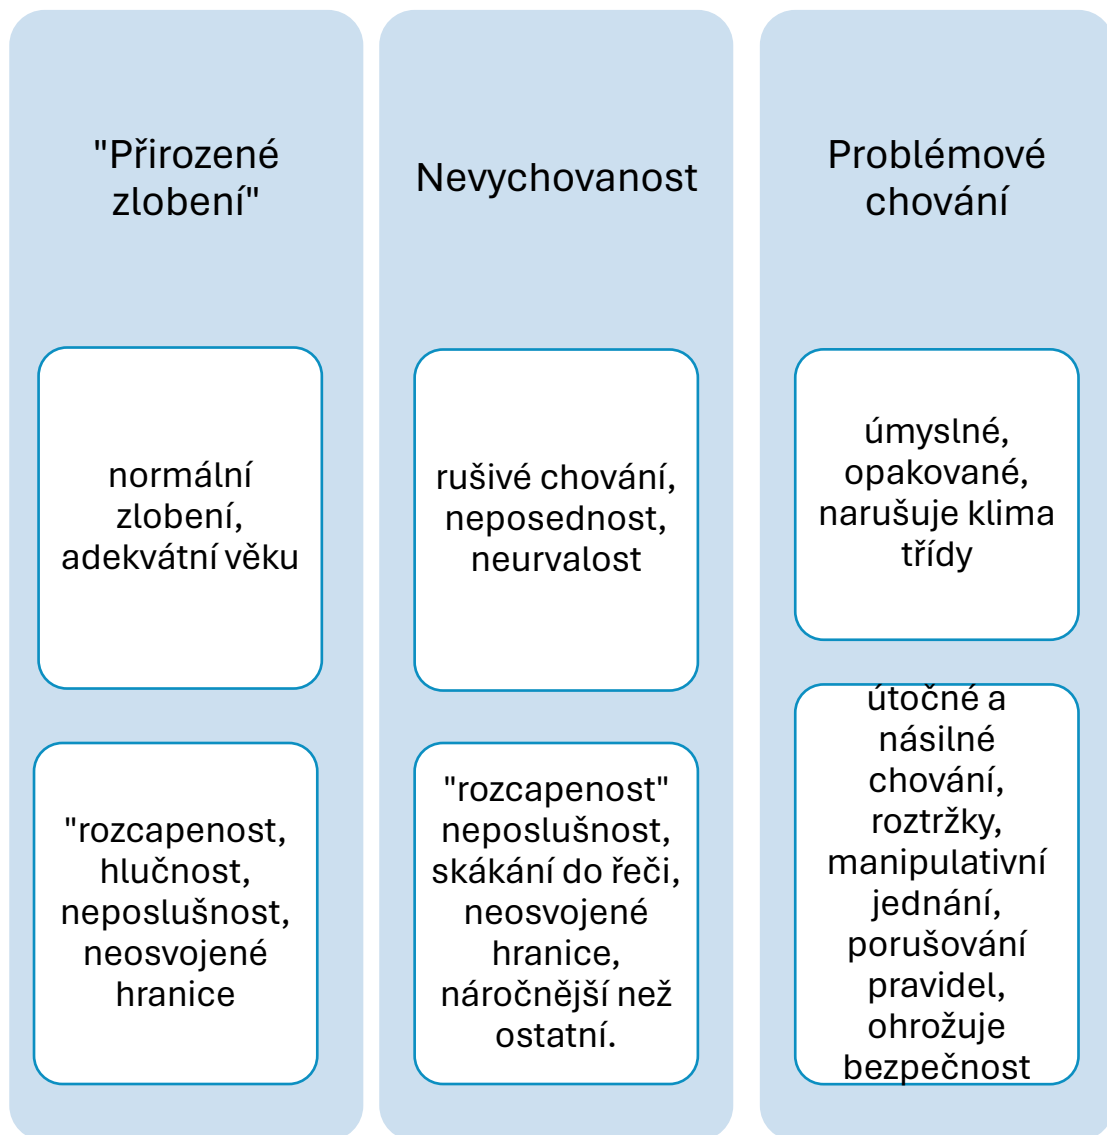 "Přirozené
zlobení"
normální
zlobení,
adekvátní věku
"rozcapenost,
hlučnost,
neposlušnost,
neosvojené
hranice
Nevychovanost
rušivé chování,
neposednost,
neurvalost
"rozcapenost"
neposlušnost,
skákání do řeči,
neosvojené
hranice,
náročnější než
ostatní.
Problémové
chování
úmyslné,
opakované,
narušuje klima
třídy
útočné a
násilné
chování,
roztržky,
manipulativní
jednání,
porušování
pravidel,
ohrožuje
bezpečnost